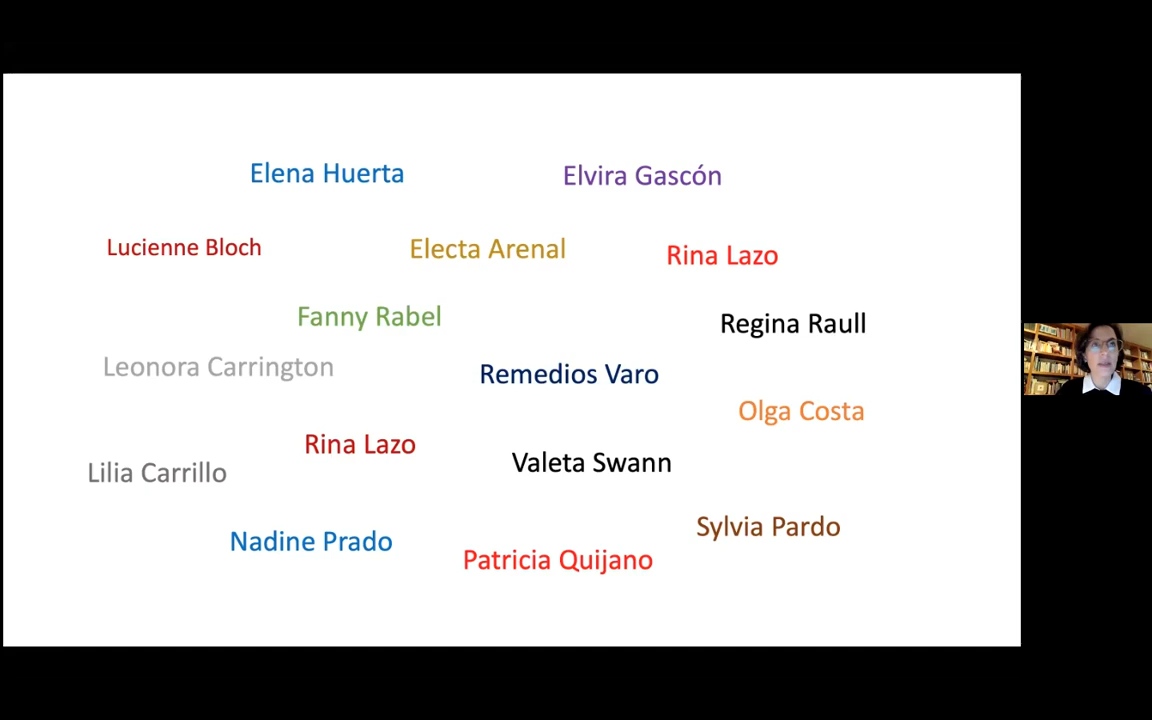 Elena Huerta
Elvira Gascón
Lucienne Bloch
Electa Arenal
Rina Lazo
Fanny Rabel
Regina Raull
Leonora Carrington
Remedios Varo
Olga Costa
Rina Lazo
Valeta Swann
Lilia Carrillo
Sylvia Pardo
Nadine Prado
Patricia Quijano